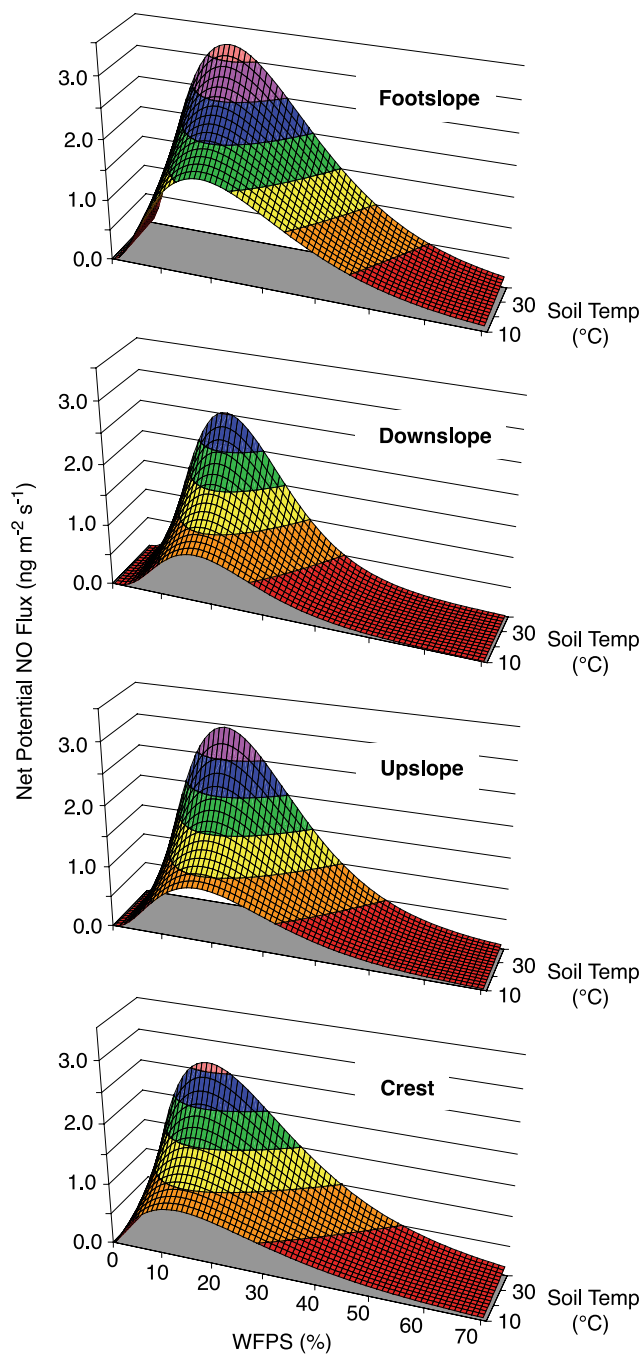 Net Potential NO Flux (ng m⁻² s⁻¹)
3.0
2.0
1.0
0.0
Footslope
30
10
Soil Temp
(°C)
3.0
2.0
1.0
0.0
Downslope
30
10
Soil Temp
(°C)
3.0
2.0
1.0
0.0
Upslope
30
10
Soil Temp
(°C)
3.0
2.0
1.0
0.0
Crest
30
10
Soil Temp
(°C)
0 10 20 30 40 50 60 70
WFPS (%)